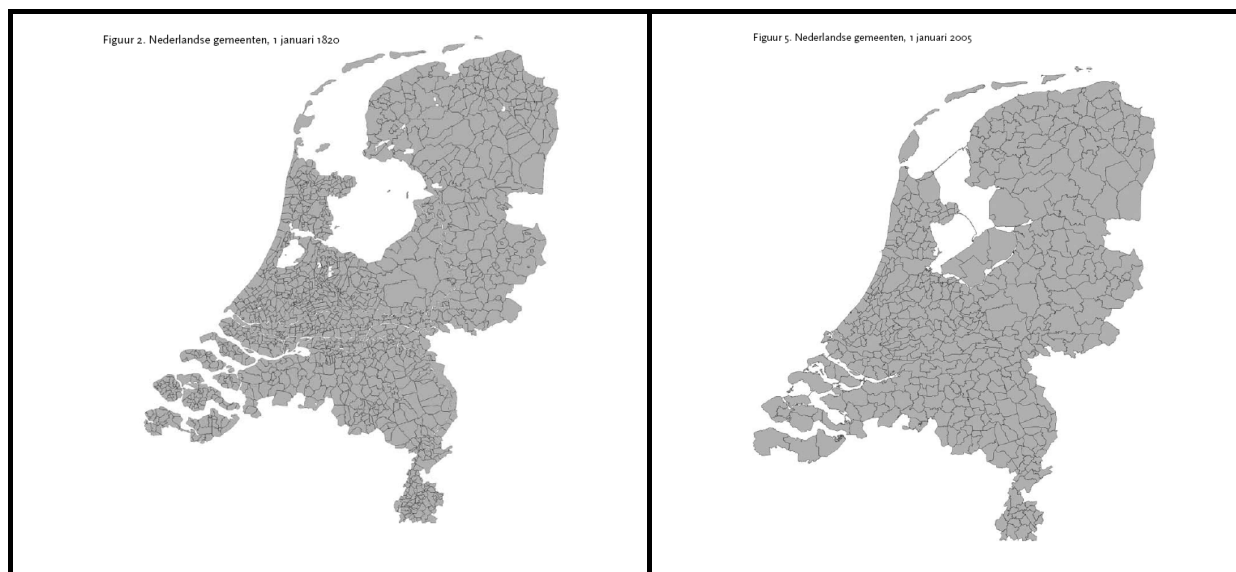 Figuur 2. Nederlandse gemeenten, 1 januari 1820
Figuur 5. Nederlandse gemeenten, 1 januari 2005